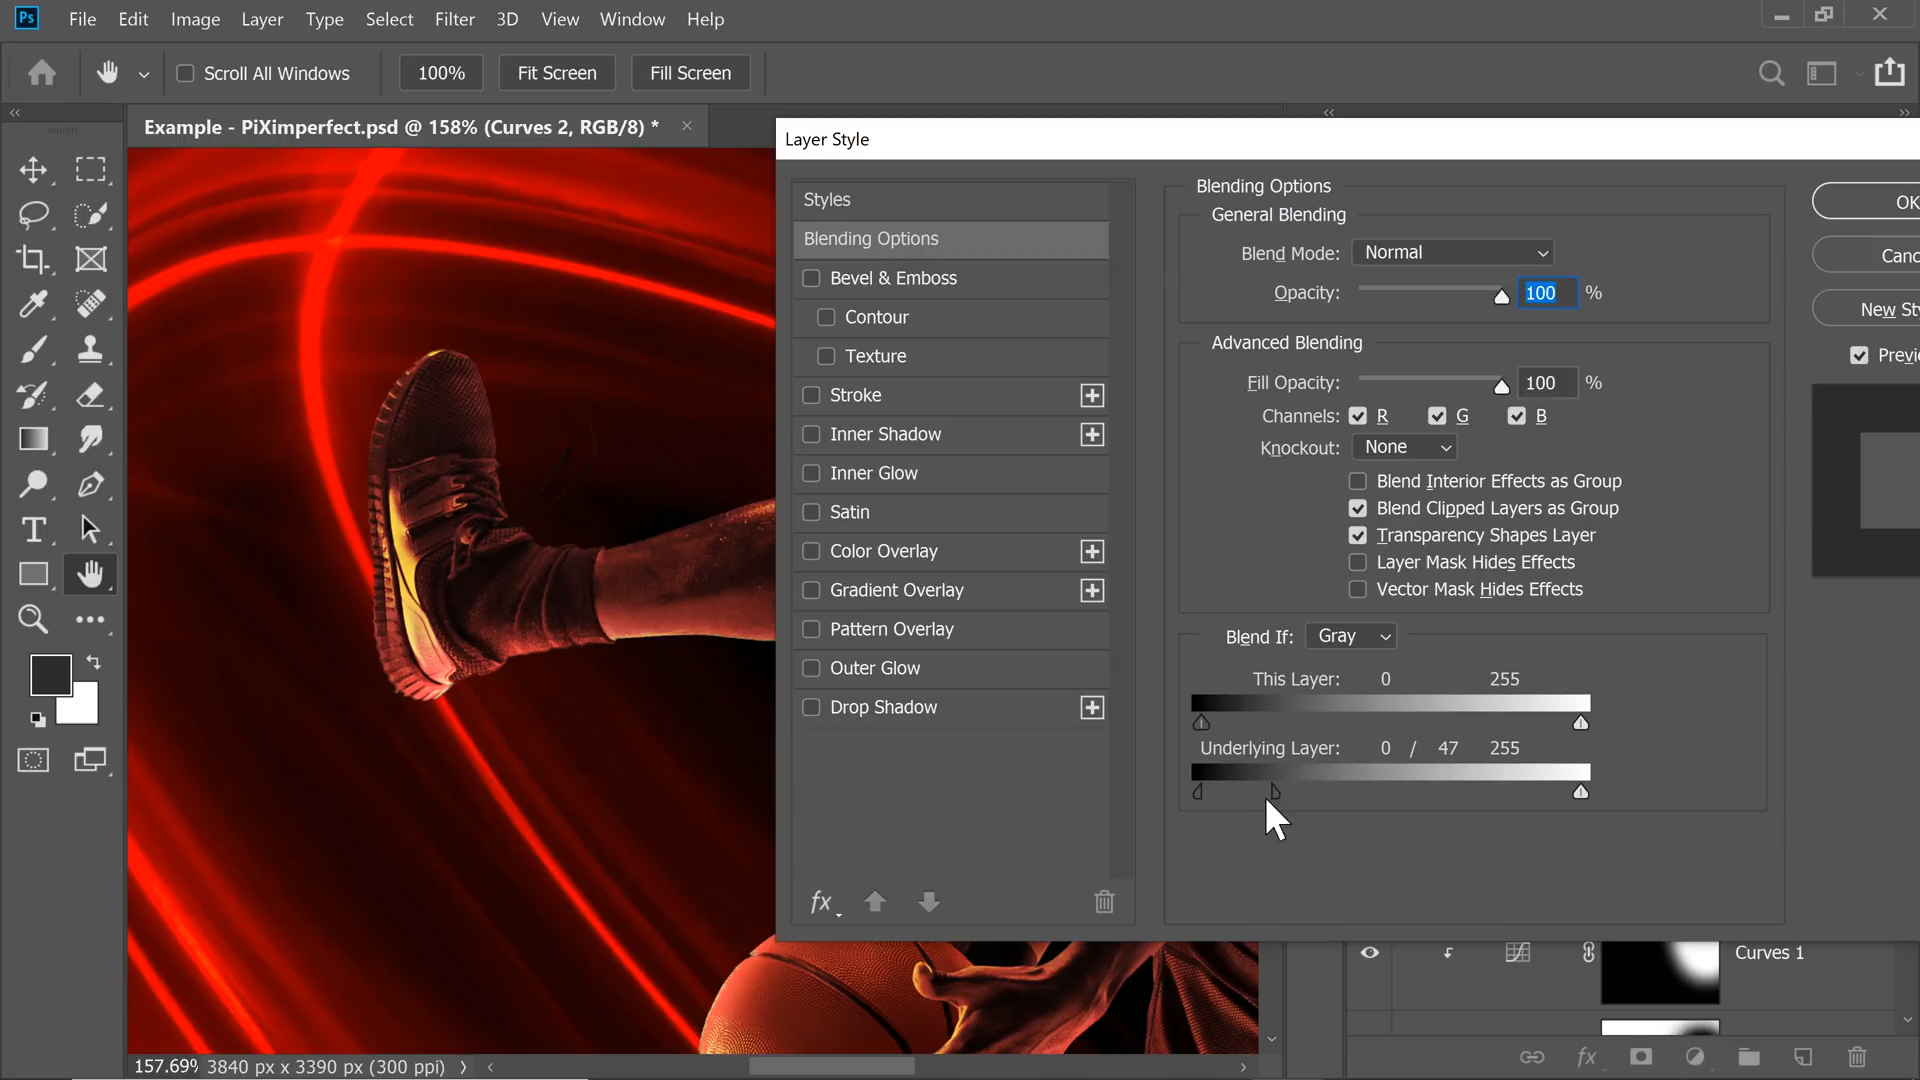 Ps File Edit Image Layer Type Select Filter 3D View Window Help
Scroll All Windows 100% Fit Screen Fill Screen
Example - PiXimperfect.psd @ 158% (Curves 2, RGB/8) *
Layer Style
Styles
Blending Options
Bevel & Emboss
Contour
Texture
Stroke
Inner Shadow
Inner Glow
Satin
Color Overlay
Gradient Overlay
Pattern Overlay
Outer Glow
Drop Shadow
fx
Blending Options
General Blending
Blend Mode: Normal
Opacity: 100 %
Advanced Blending
Fill Opacity: 100 %
Channels: R G B
Knockout: None
Blend Interior Effects as Group
Blend Clipped Layers as Group
Transparency Shapes Layer
Layer Mask Hides Effects
Vector Mask Hides Effects
Blend If: Gray
This Layer: 0 255
Underlying Layer: 0 / 47 255
OK
Canc
New Sty
Previe
Curves 1
fx
157.69% 3840 px x 3390 px (300 ppi)